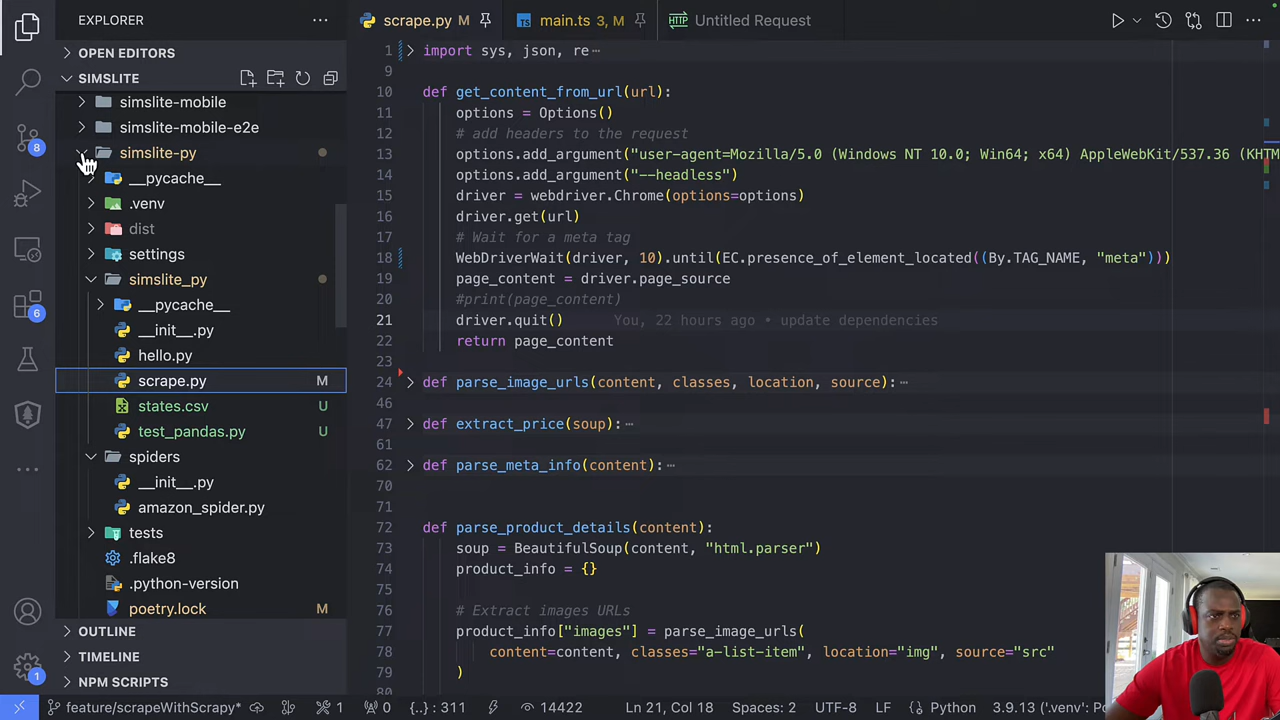 EXPLORER
scrape.py M
TS main.ts 3, M
HTTP Untitled Request
OPEN EDITORS
SIMSLITE
simslite-mobile
simslite-mobile-e2e
simslite-py
__pycache__
.venv
dist
settings
simslite_py
__pycache__
__init__.py
hello.py
scrape.py M
states.csv U
test_pandas.py U
spiders
__init__.py
amazon_spider.py
tests
.flake8
.python-version
poetry.lock M
OUTLINE
TIMELINE
NPM SCRIPTS
8
6
1
1 import sys, json, re
9
10 def get_content_from_url(url):
11 options = Options()
12 # add headers to the request
13 options.add_argument("user-agent=Mozilla/5.0 (Windows NT 10.0; Win64; x64) AppleWebKit/537.36 (KHTM
14 options.add_argument("--headless")
15 driver = webdriver.Chrome(options=options)
16 driver.get(url)
17 # Wait for a meta tag
18 WebDriverWait(driver, 10).until(EC.presence_of_element_located((By.TAG_NAME, "meta")))
19 page_content = driver.page_source
20 #print(page_content)
21 driver.quit() You, 22 hours ago • update dependencies
22 return page_content
23
24 def parse_image_urls(content, classes, location, source):
46
47 def extract_price(soup):
61
62 def parse_meta_info(content):
70
71
72 def parse_product_details(content):
73 soup = BeautifulSoup(content, "html.parser")
74 product_info = {}
75
76 # Extract images URLs
77 product_info["images"] = parse_image_urls(
78 content=content, classes="a-list-item", location="img", source="src"
79 )
80
feature/scrapeWithScrapy* 1 0 {..} : 311 14422 Ln 21, Col 18 Spaces: 2 UTF-8 LF Python 3.9.13 ('.venv': Po